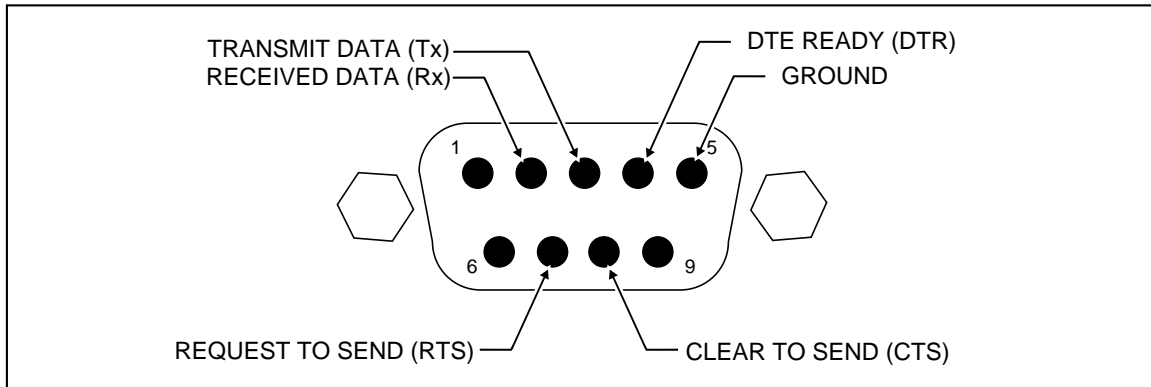 TRANSMIT DATA (Tx)
DTE READY (DTR)
RECEIVED DATA (Rx)
GROUND
1
5
6
9
REQUEST TO SEND (RTS)
CLEAR TO SEND (CTS)